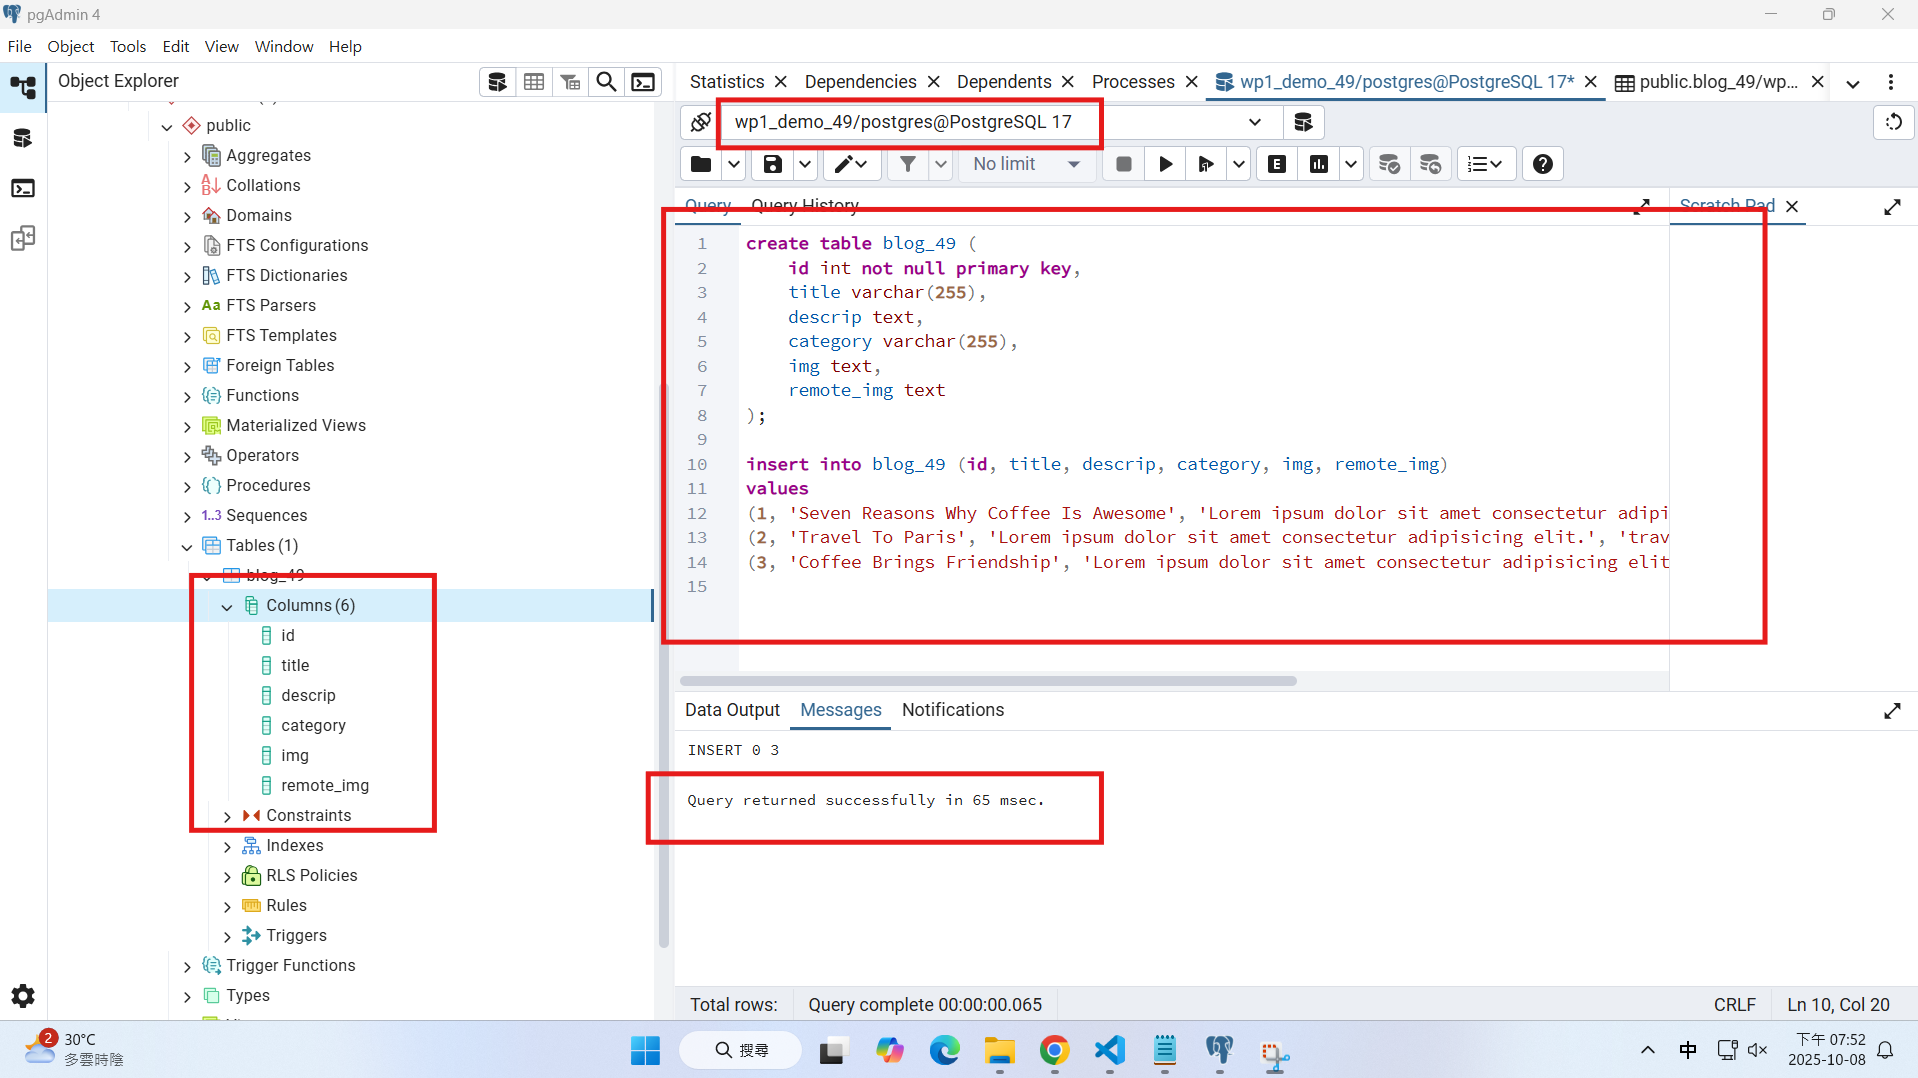 pgAdmin 4
File Object Tools Edit View Window Help
Object Explorer
Statistics Dependencies Dependents Processes wp1_demo_49/postgres@PostgreSQL 17* public.blog_49/wp...
wp1_demo_49/postgres@PostgreSQL 17
No limit
Query Query History Scratch Pad
public
Aggregates
Collations
Domains
FTS Configurations
FTS Dictionaries
Aa FTS Parsers
FTS Templates
Foreign Tables
Functions
Materialized Views
Operators
Procedures
1..3 Sequences
Tables (1)
blog_49
Columns (6)
id
title
descrip
category
img
remote_img
Constraints
Indexes
RLS Policies
Rules
Triggers
Trigger Functions
Types
1 create table blog_49 (
2 id int not null primary key,
3 title varchar(255),
4 descrip text,
5 category varchar(255),
6 img text,
7 remote_img text
8 );
9
10 insert into blog_49 (id, title, descrip, category, img, remote_img)
11 values
12 (1, 'Seven Reasons Why Coffee Is Awesome', 'Lorem ipsum dolor sit amet consectetur adipi
13 (2, 'Travel To Paris', 'Lorem ipsum dolor sit amet consectetur adipisicing elit.', 'trav
14 (3, 'Coffee Brings Friendship', 'Lorem ipsum dolor sit amet consectetur adipisicing elit
15
Data Output Messages Notifications
INSERT 0 3
Query returned successfully in 65 msec.
Total rows: Query complete 00:00:00.065 CRLF Ln 10, Col 20
2 30°C
多雲時陰
搜尋
中
下午 07:52
2025-10-08